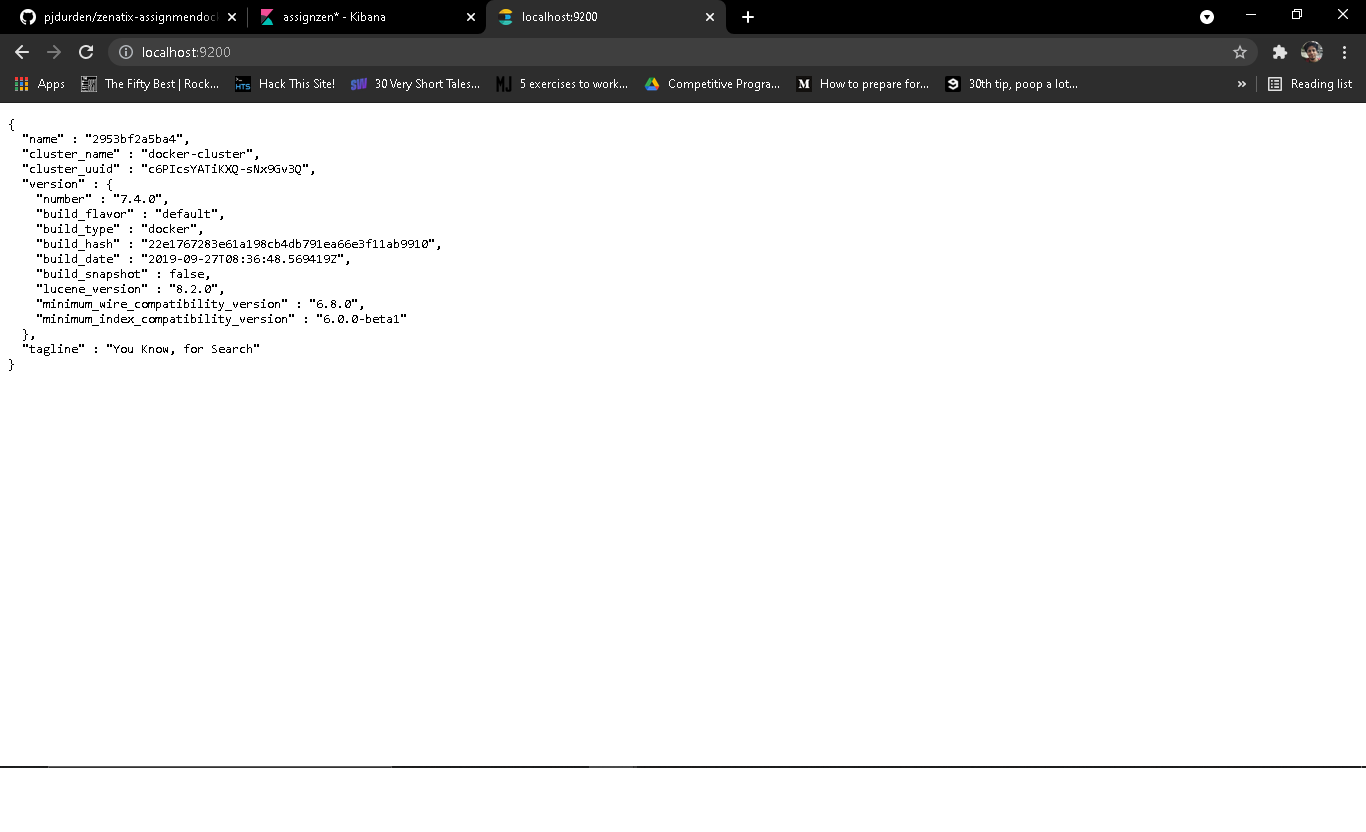 pjdurden/zenatix-assignmendoc
assignzen* - Kibana
localhost:9200
localhost:9200
Apps
The Fifty Best | Rock...
HTS
Hack This Site!
SW
30 Very Short Tales...
MJ
5 exercises to work...
Competitive Progra...
M
How to prepare for...
9
30th tip, poop a lot...
»
Reading list
{
"name" : "2953bf2a5ba4",
"cluster_name" : "docker-cluster",
"cluster_uuid" : "c6PIcsYATiKXQ-sNx9Gv3Q",
"version" : {
"number" : "7.4.0",
"build_flavor" : "default",
"build_type" : "docker",
"build_hash" : "22e1767283e61a198cb4db791ea66e3f11ab9910",
"build_date" : "2019-09-27T08:36:48.569419Z",
"build_snapshot" : false,
"lucene_version" : "8.2.0",
"minimum_wire_compatibility_version" : "6.8.0",
"minimum_index_compatibility_version" : "6.0.0-beta1"
},
"tagline" : "You Know, for Search"
}